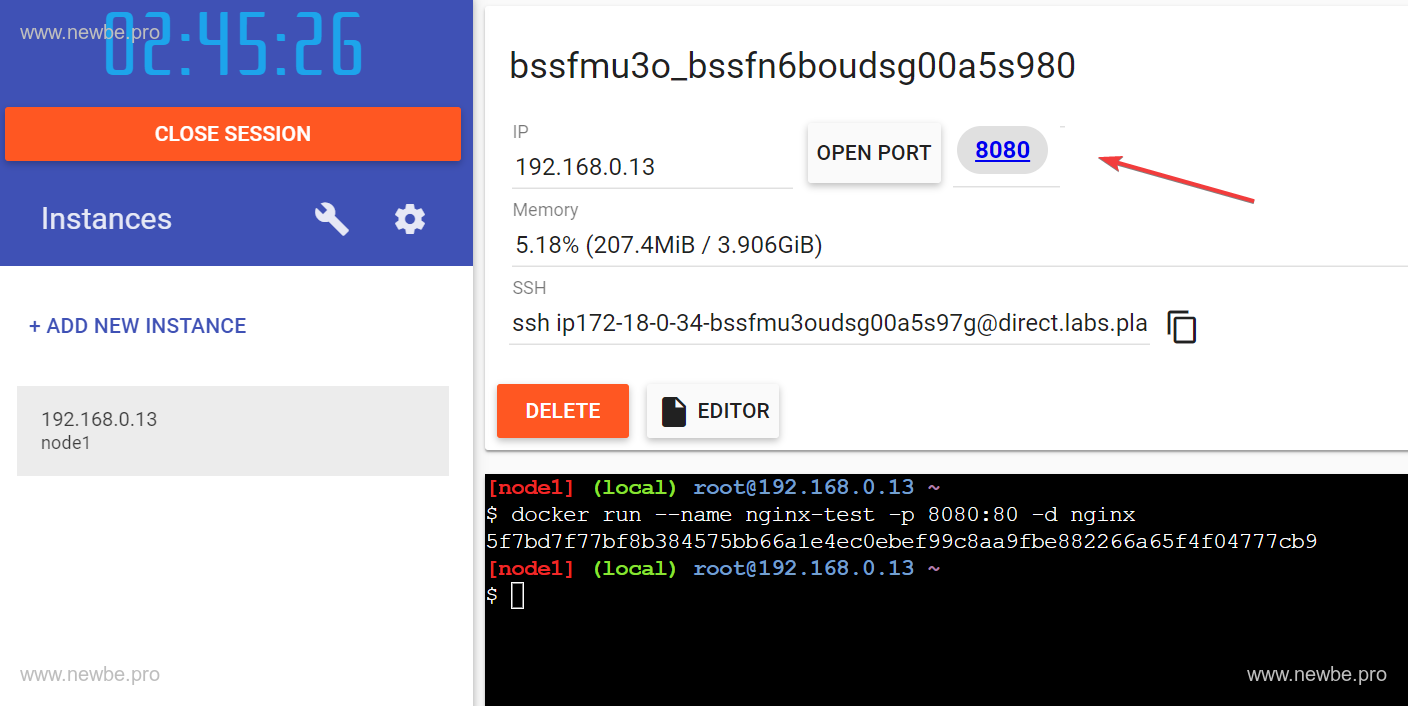 www.newbe.pro
02:45:26
CLOSE SESSION
Instances
+ ADD NEW INSTANCE
192.168.0.13
node1
www.newbe.pro
bssfmu3o_bssfn6boudsg00a5s980
IP
192.168.0.13
OPEN PORT
8080
Memory
5.18% (207.4MiB / 3.906GiB)
SSH
ssh ip172-18-0-34-bssfmu3oudsg00a5s97g@direct.labs.pla
DELETE
EDITOR
[node1] (local) root@192.168.0.13 ~
$ docker run --name nginx-test -p 8080:80 -d nginx
5f7bd7f77bf8b384575bb66a1e4ec0ebef99c8aa9fbe882266a65f4f04777cb9
[node1] (local) root@192.168.0.13 ~
$
www.newbe.pro